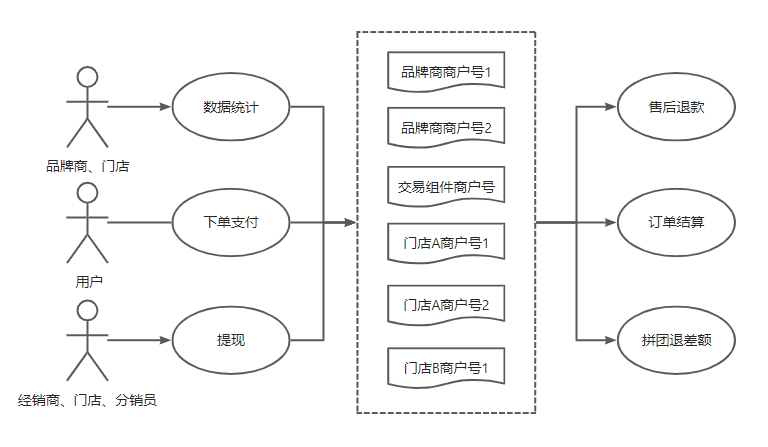 品牌商、门店
用户
经销商、门店、分销员
数据统计
下单支付
提现
品牌商商户号1
品牌商商户号2
交易组件商户号
门店A商户号1
门店A商户号2
门店B商户号1
售后退款
订单结算
拼团退差额